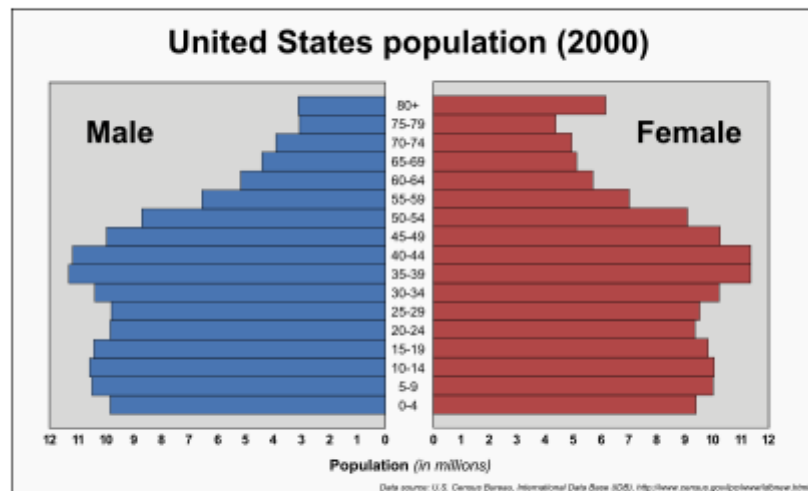 United States population (2000)
Male
Female
80+
75-79
70-74
65-69
60-64
55-59
50-54
45-49
40-44
35-39
30-34
25-29
20-24
15-19
10-14
5-9
0-4
12 11 10 9 8 7 6 5 4 3 2 1 0
0 1 2 3 4 5 6 7 8 9 10 11 12
Population (in millions)
Data source: U.S. Census Bureau, International Data Base (IDB),